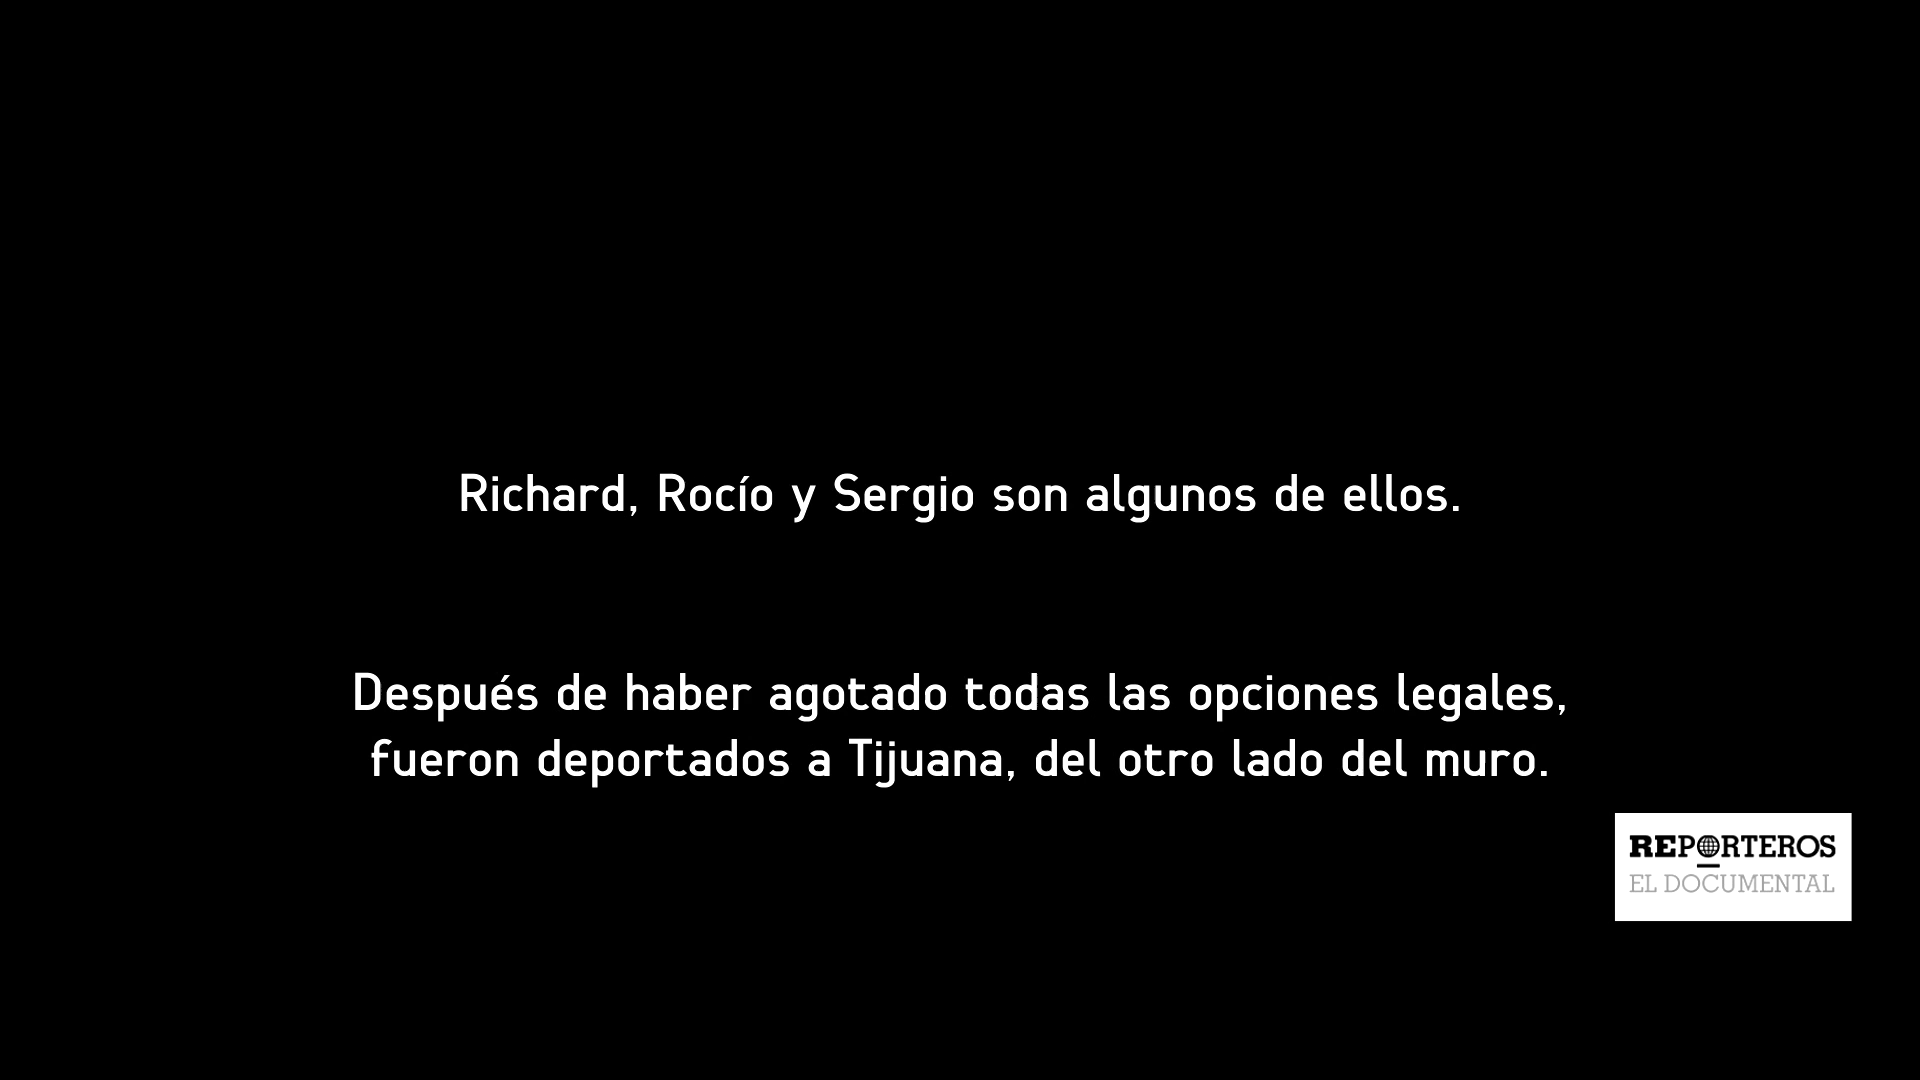 Richard, Rocío y Sergio son algunos de ellos.
Después de haber agotado todas las opciones legales,
fueron deportados a Tijuana, del otro lado del muro.
REPORTEROS
EL DOCUMENTAL